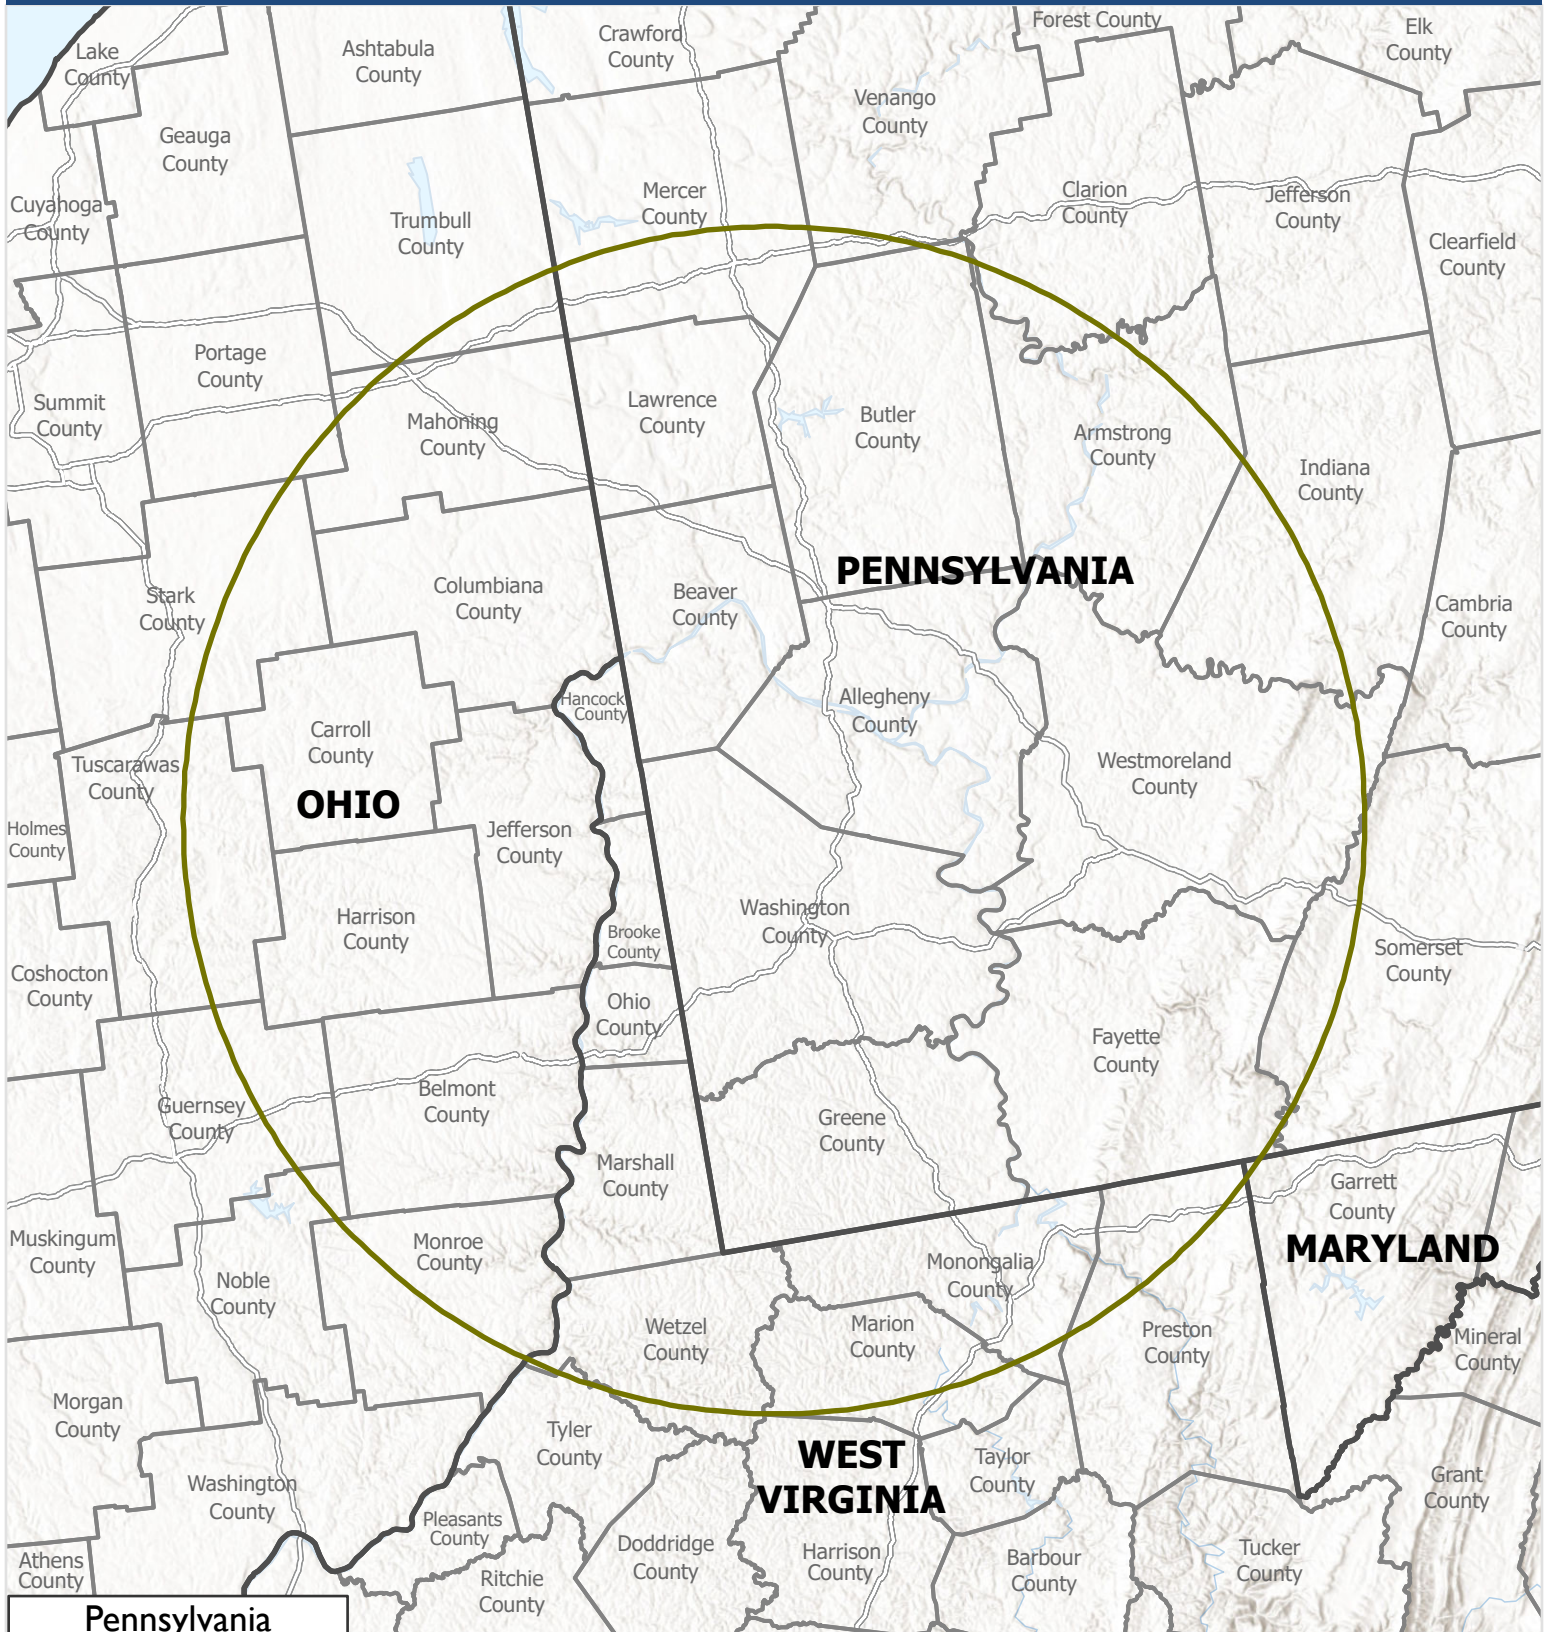 Forest County
Elk
County
Crawford
County
Ashtabula
County
Lake
County
Venango
County
Geauga
County
Mercer
County
Clarion
County
Jefferson
County
Cuyahoga
County
Trumbull
County
Clearfield
County
Portage
County
Summit
County
Lawrence
County
Mahoning
County
Butler
County
Armstrong
County
Indiana
County
PENNSYLVANIA
Stark
County
Columbiana
County
Beaver
County
Cambria
County
Hancock
County
Allegheny
County
Carroll
County
Tuscarawas
County
Westmoreland
County
OHIO
Holmes
County
Jefferson
County
Harrison
County
Washington
County
Brooke
County
Somerset
County
Coshocton
County
Ohio
County
Fayette
County
Guernsey
County
Belmont
County
Greene
County
Marshall
County
Garrett
County
Muskingum
County
Monroe
County
MARYLAND
Noble
County
Monongalia
County
Wetzel
County
Marion
County
Preston
County
Mineral
County
Morgan
County
Tyler
County
WEST
VIRGINIA
Taylor
County
Washington
County
Grant
County
Pleasants
County
Doddridge
County
Harrison
County
Barbour
County
Tucker
County
Athens
County
Ritchie
County
Pennsylvania